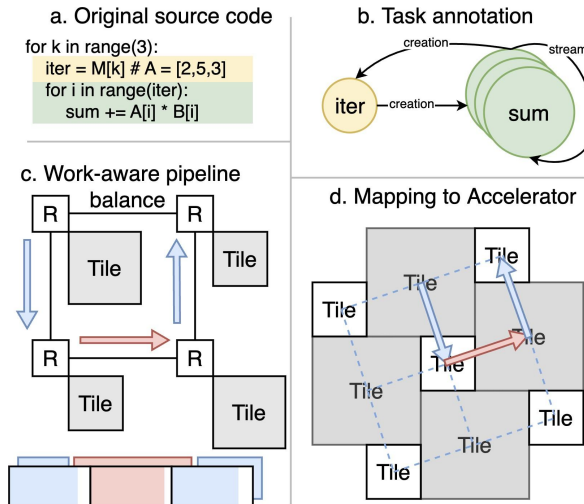 a. Original source code
for k in range(3):
iter = M[k] # A = [2,5,3]
for i in range(iter):
sum += A[i] * B[i]
b. Task annotation
creation
stream
iter
creation
sum
c. Work-aware pipeline
balance
R
R
Tile
Tile
R
R
Tile
Tile
d. Mapping to Accelerator
Tile
Tile
Tile
Tile
Tile
Tile
Tile
Tile
Tile